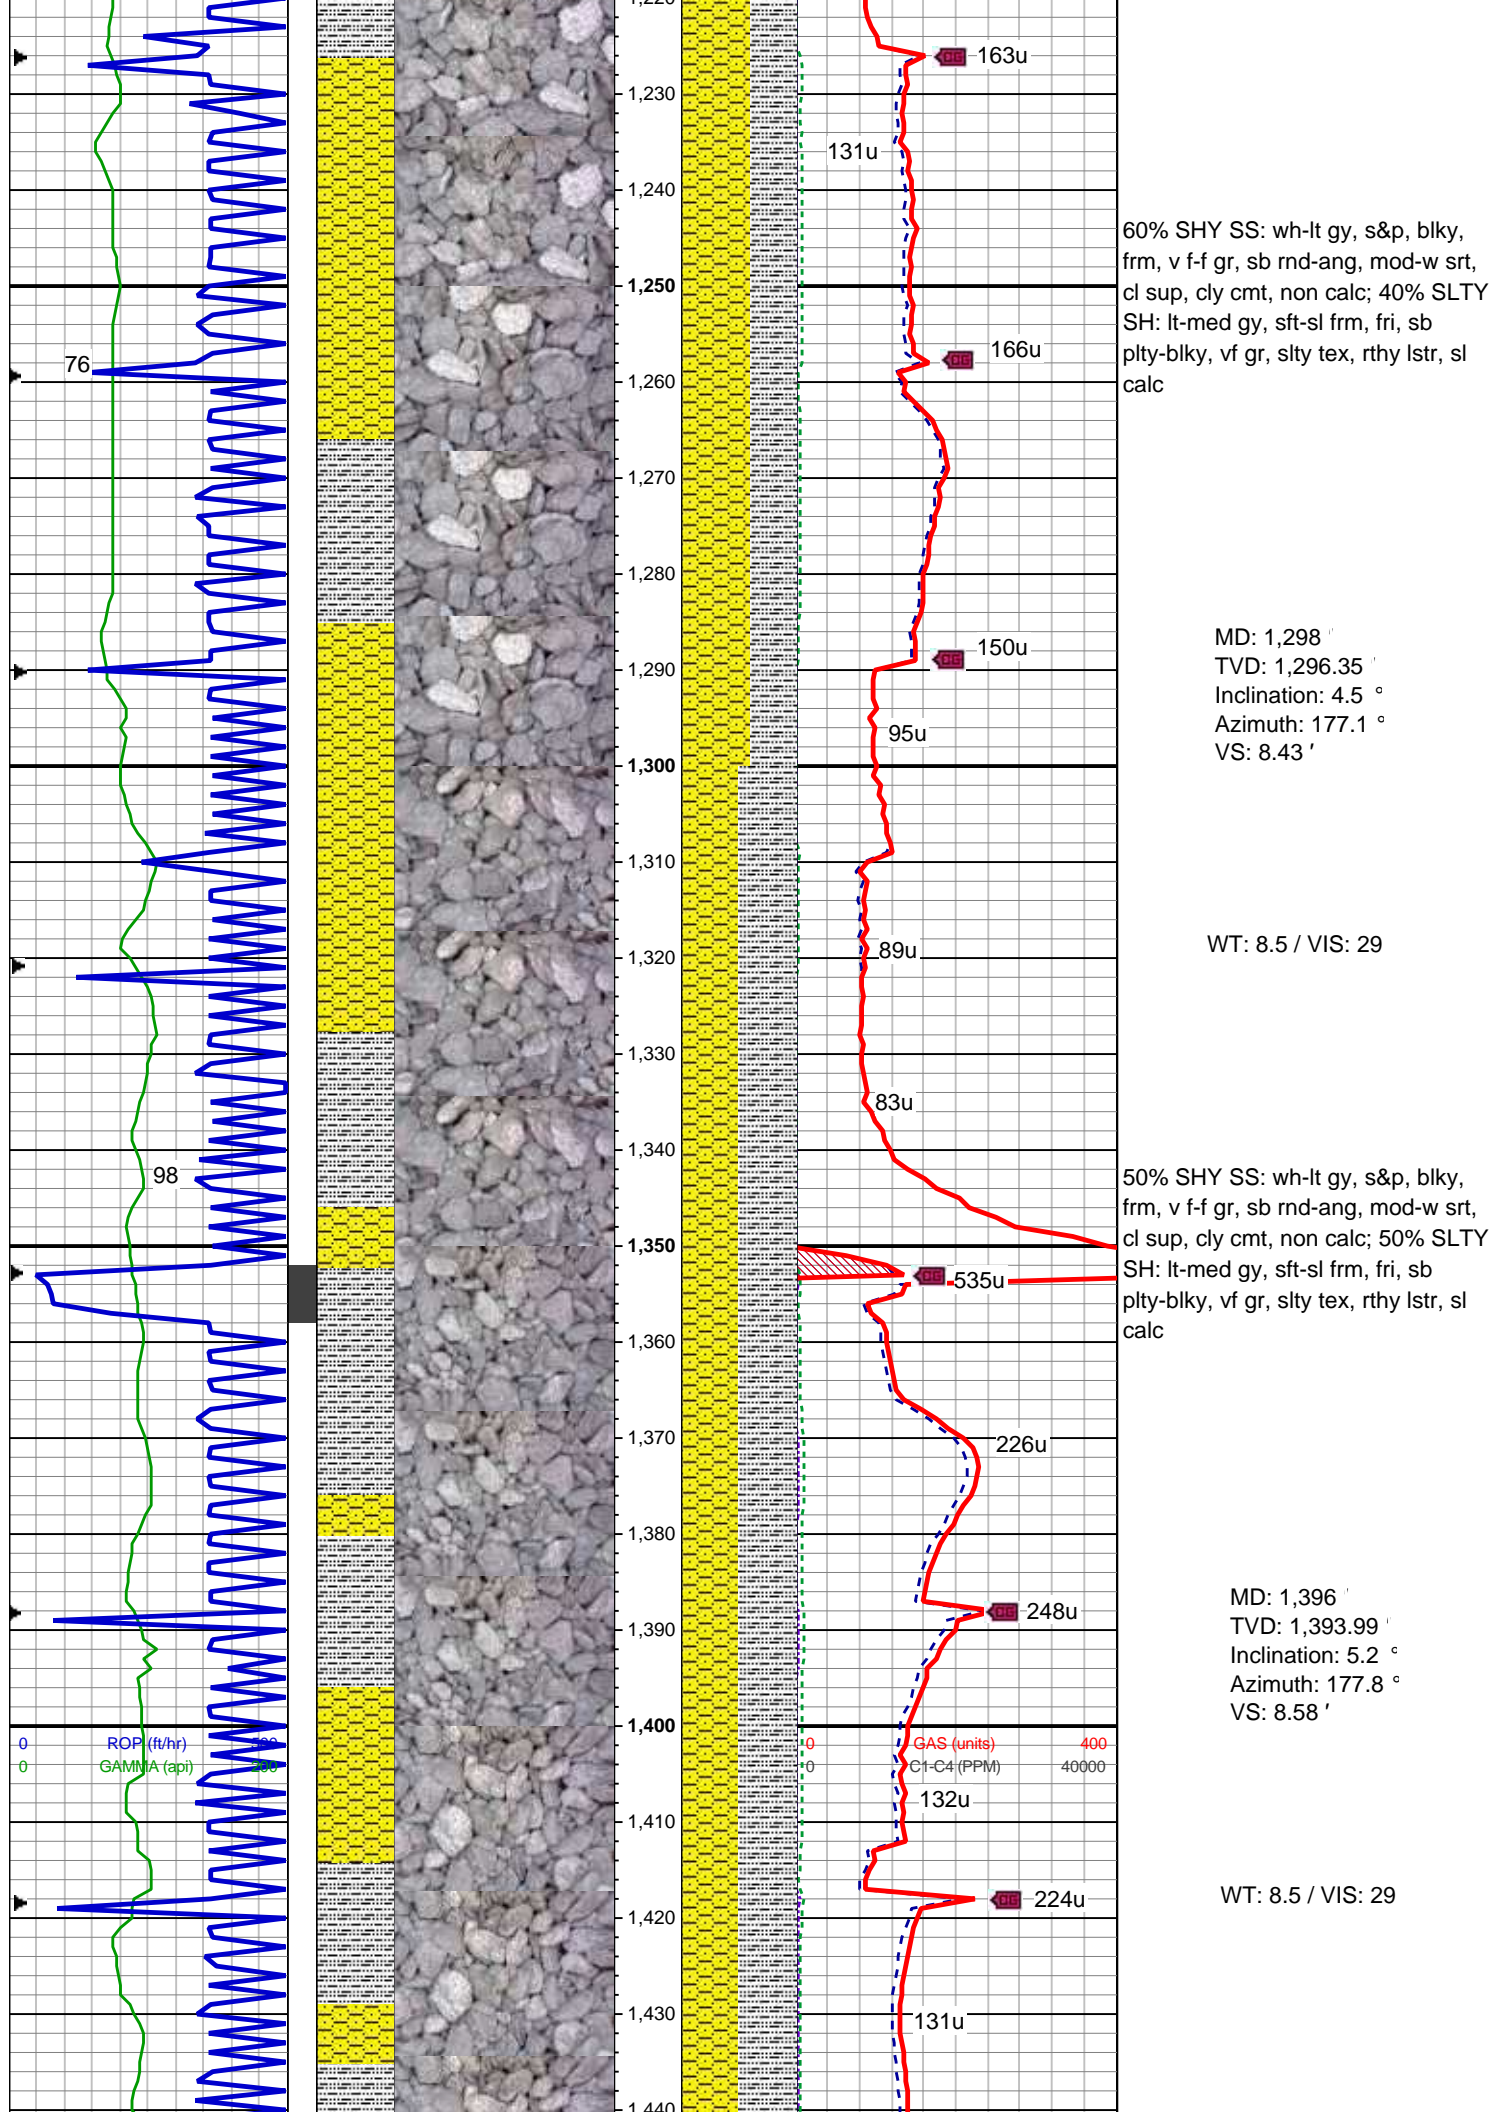 163u
1,230
131u
1,240
60% SHY SS: wh-lt gy, s&p, blky,
frm, v f-f gr, sb rnd-ang, mod-w srt,
cl sup, cly cmt, non calc; 40% SLTY
SH: lt-med gy, sft-sl frm, fri, sb
plty-blky, vf gr, slty tex, rthy lstr, sl
calc
1,250
76
166u
1,260
1,270
1,280
150u
1,290
MD: 1,298 '
TVD: 1,296.35 '
Inclination: 4.5 °
Azimuth: 177.1 °
VS: 8.43 '
95u
1,300
1,310
89u
WT: 8.5 / VIS: 29
1,320
1,330
83u
1,340
98
50% SHY SS: wh-lt gy, s&p, blky,
frm, v f-f gr, sb rnd-ang, mod-w srt,
cl sup, cly cmt, non calc; 50% SLTY
SH: lt-med gy, sft-sl frm, fri, sb
plty-blky, vf gr, slty tex, rthy lstr, sl
calc
1,350
535u
1,360
1,370
226u
1,380
248u
1,390
MD: 1,396 '
TVD: 1,393.99 '
Inclination: 5.2 °
Azimuth: 177.8 °
VS: 8.58 '
1,400
0 ROP (ft/hr) 500
0 GAMMA (api) 200
0 GAS (units) 400
0 C1-C4 (PPM) 40000
132u
1,410
224u
WT: 8.5 / VIS: 29
1,420
1,430
131u
1,440